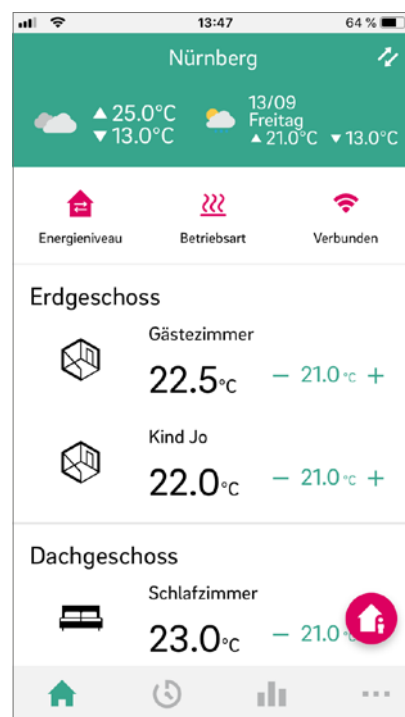 13:47
64 %
Nürnberg
▲ 25.0°C
▼ 13.0°C
13/09
Freitag
▲ 21.0°C ▼ 13.0°C
Energieniveau
Betriebsart
Verbunden
Erdgeschoss
Gästezimmer
22.5°C − 21.0 °C +
Kind Jo
22.0°C − 21.0 °C +
Dachgeschoss
Schlafzimmer
23.0°C − 21.0